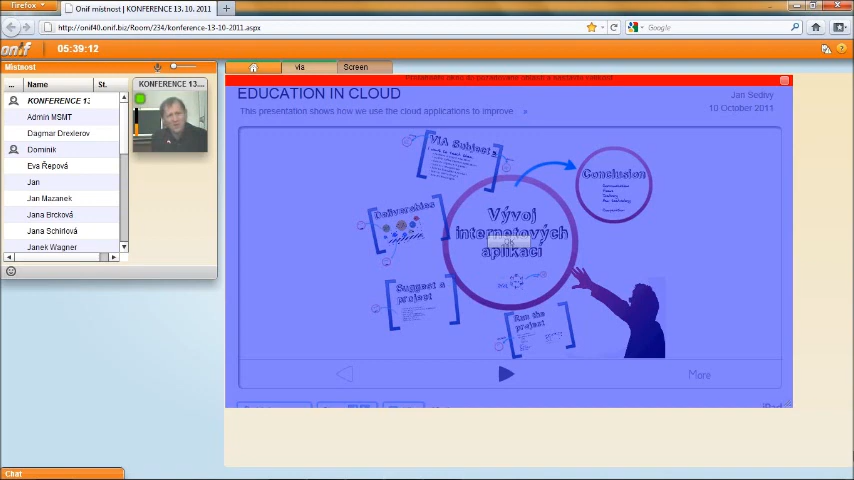 Firefox
Onif místnost | KONFERENCE 13. 10. 2011
http://onif40.onif.biz/Room/234/konference-13-10-2011.aspx
Google
onif
05:39:12
Místnost
... Name St.
KONFERENCE 13
Admin MSMT
Dagmar Drexlerov
Dominik
Eva Řepová
Jan
Jan Mazanek
Jana Brcková
Jana Schirlová
Janek Wagner
KONFERENCE 13....
via
Screen
EDUCATION IN CLOUD
Jan Sedivy
This presentation shows how we use the cloud applications to improve. »
10 October 2011
VIA Subject
Conclusion
Deliverables
Vývoj
internetových
aplikací
Suggest a
project
Run the
project
More
Chat